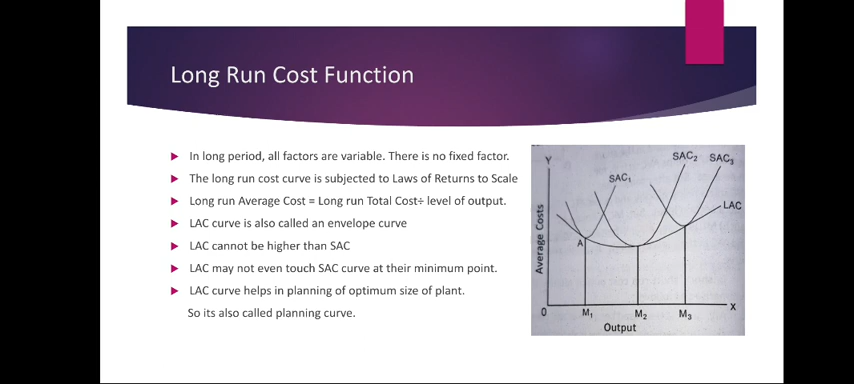 Long Run Cost Function
In long period, all factors are variable. There is no fixed factor.
The long run cost curve is subjected to Laws of Returns to Scale
Long run Average Cost = Long run Total Cost÷ level of output.
LAC curve is also called an envelope curve
LAC cannot be higher than SAC
LAC may not even touch SAC curve at their minimum point.
LAC curve helps in planning of optimum size of plant.
So its also called planning curve.
Y
SAC₁
SAC₂
SAC₃
LAC
Average Costs
A
0
M₁
M₂
M₃
X
Output